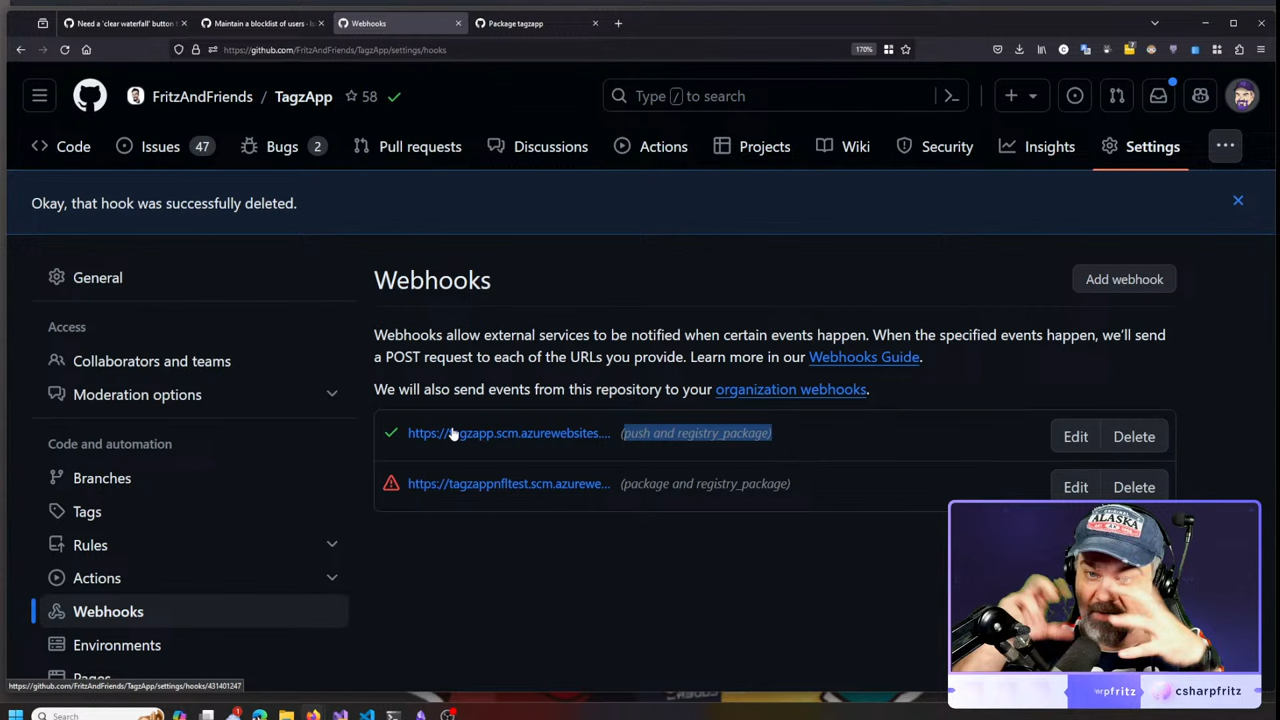 Need a 'clear waterfall' button t
Maintain a blocklist of users
Webhooks
Package tagzapp
https://github.com/FritzAndFriends/TagzApp/settings/hooks
170%
FritzAndFriends / TagzApp
58
Type / to search
Code
Issues 47
Bugs 2
Pull requests
Discussions
Actions
Projects
Wiki
Security
Insights
Settings
Okay, that hook was successfully deleted.
General
Access
Collaborators and teams
Moderation options
Code and automation
Branches
Tags
Rules
Actions
Webhooks
Environments
Pages
Webhooks
Add webhook
Webhooks allow external services to be notified when certain events happen. When the specified events happen, we'll send
a POST request to each of the URLs you provide. Learn more in our Webhooks Guide.
We will also send events from this repository to your organization webhooks.
https://tagzapp.scm.azurewebsites.... (push and registry_package)
Edit
Delete
https://tagzappnfltest.scm.azurewe... (package and registry_package)
Edit
Delete
ALASKA
https://github.com/FritzAndFriends/TagzApp/settings/hooks/431401247
rpfritz
csharpfritz
Search